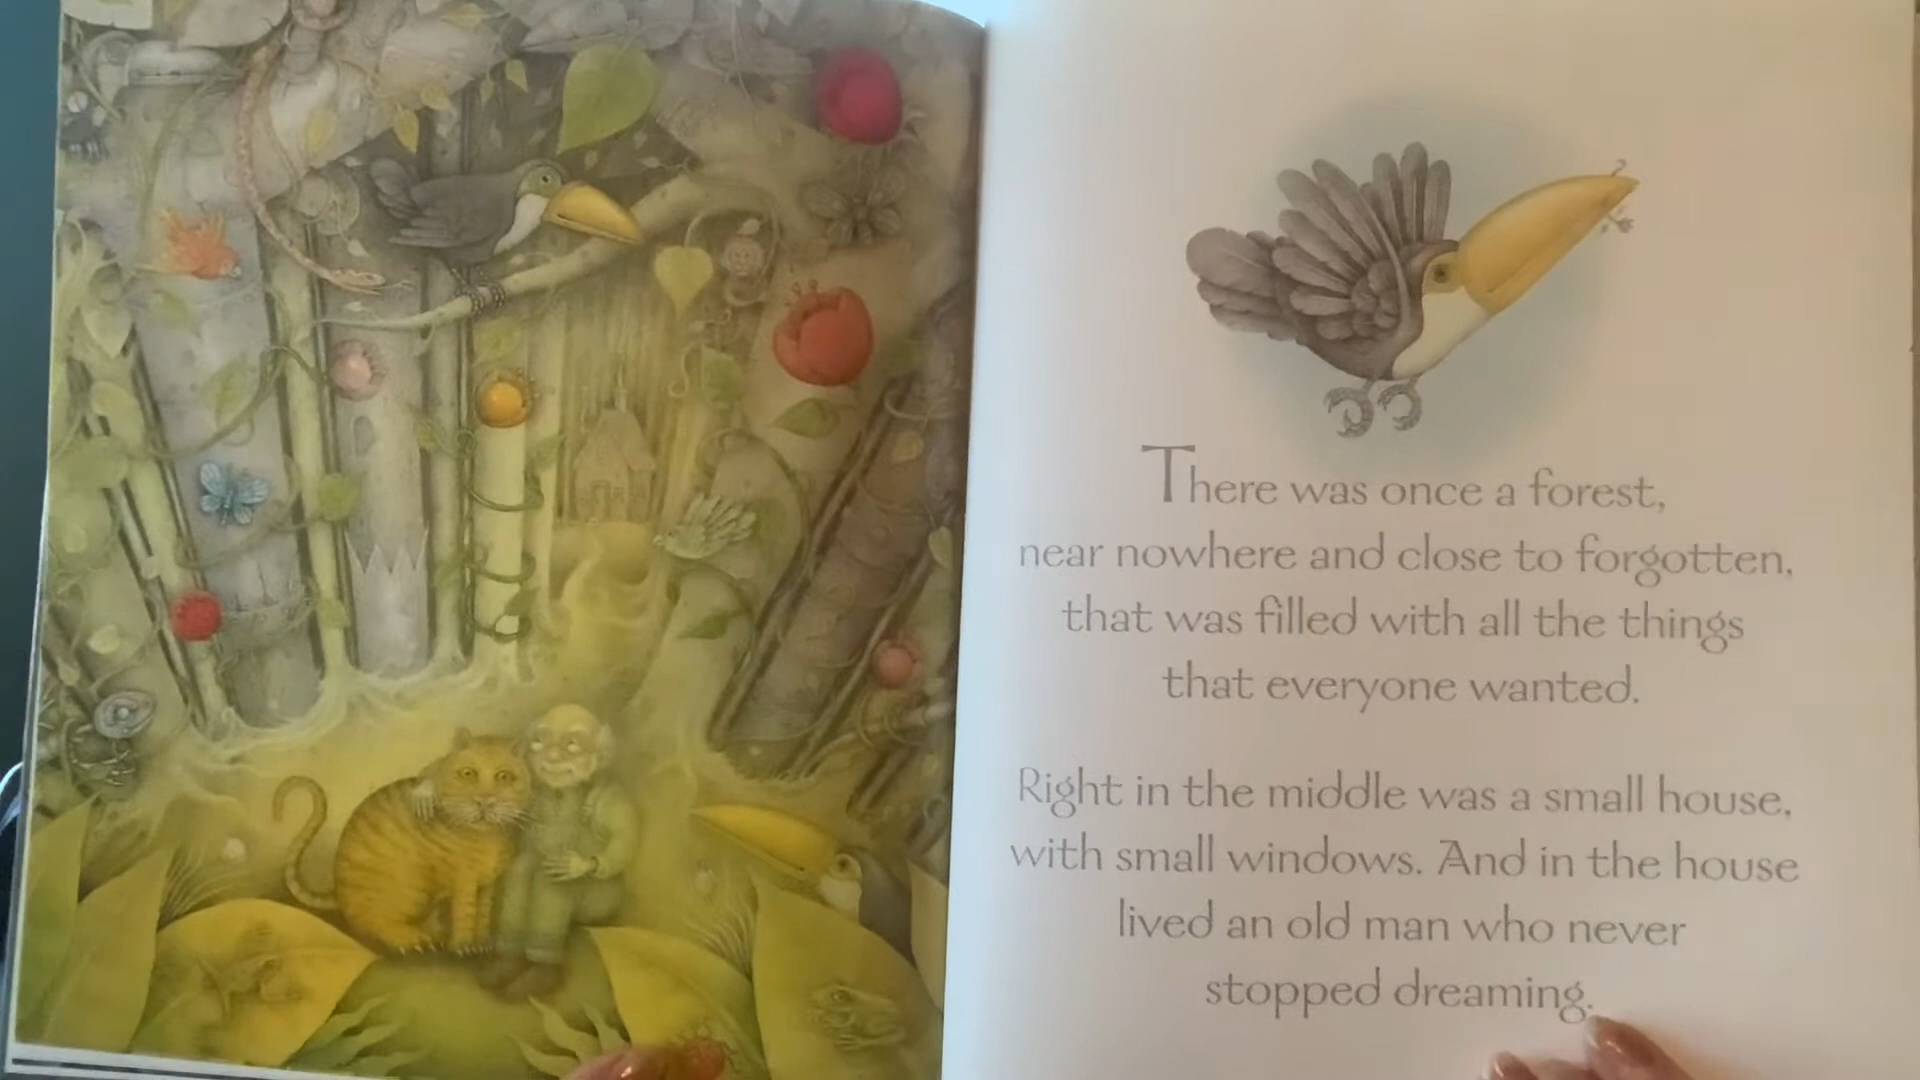 There was once a forest,
near nowhere and close to forgotten,
that was filled with all the things
that everyone wanted.
Right in the middle was a small house,
with small windows. And in the house
lived an old man who never
stopped dreaming.